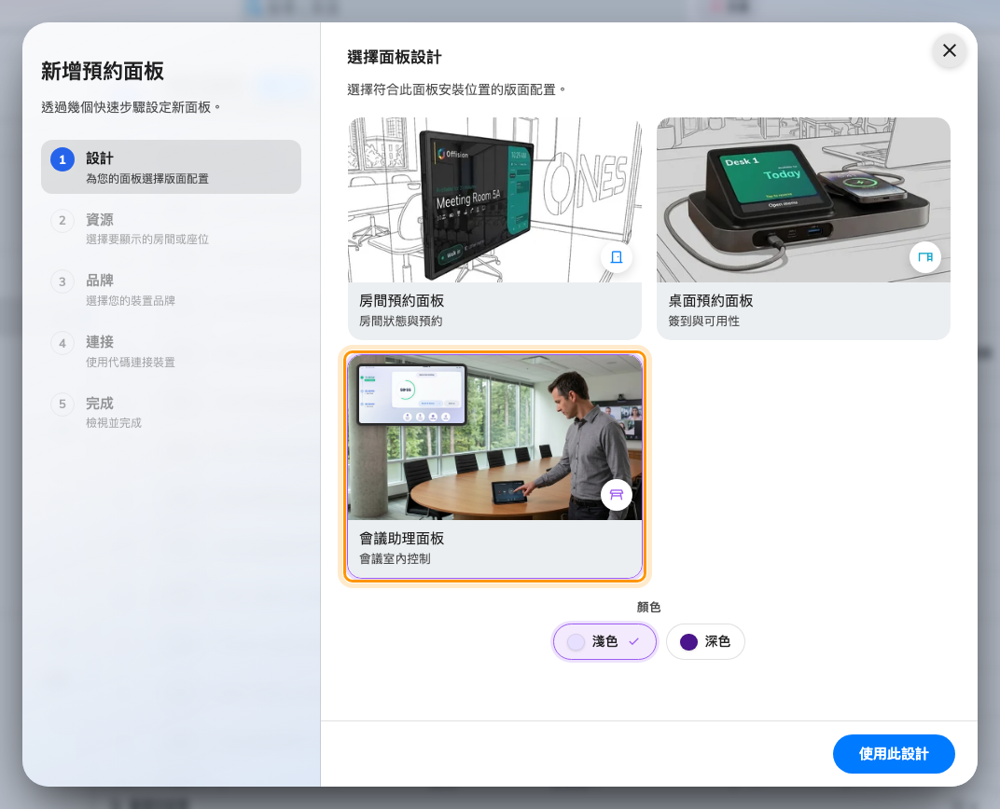 新增預約面板
透過幾個快速步驟設定新面板。
1
設計
為您的面板選擇版面配置
2
資源
選擇要顯示的房間或座位
3
品牌
選擇您的裝置品牌
4
連接
使用代碼連接裝置
5
完成
檢視並完成
選擇面板設計
選擇符合此面板安裝位置的版面配置。
Offision
Meeting Room 5A
Walk in
ONES
房間預約面板
房間狀態與預約
Desk 1
Today
Open menu
桌面預約面板
簽到與可用性
會議助理面板
會議室內控制
顏色
淺色
深色
使用此設計